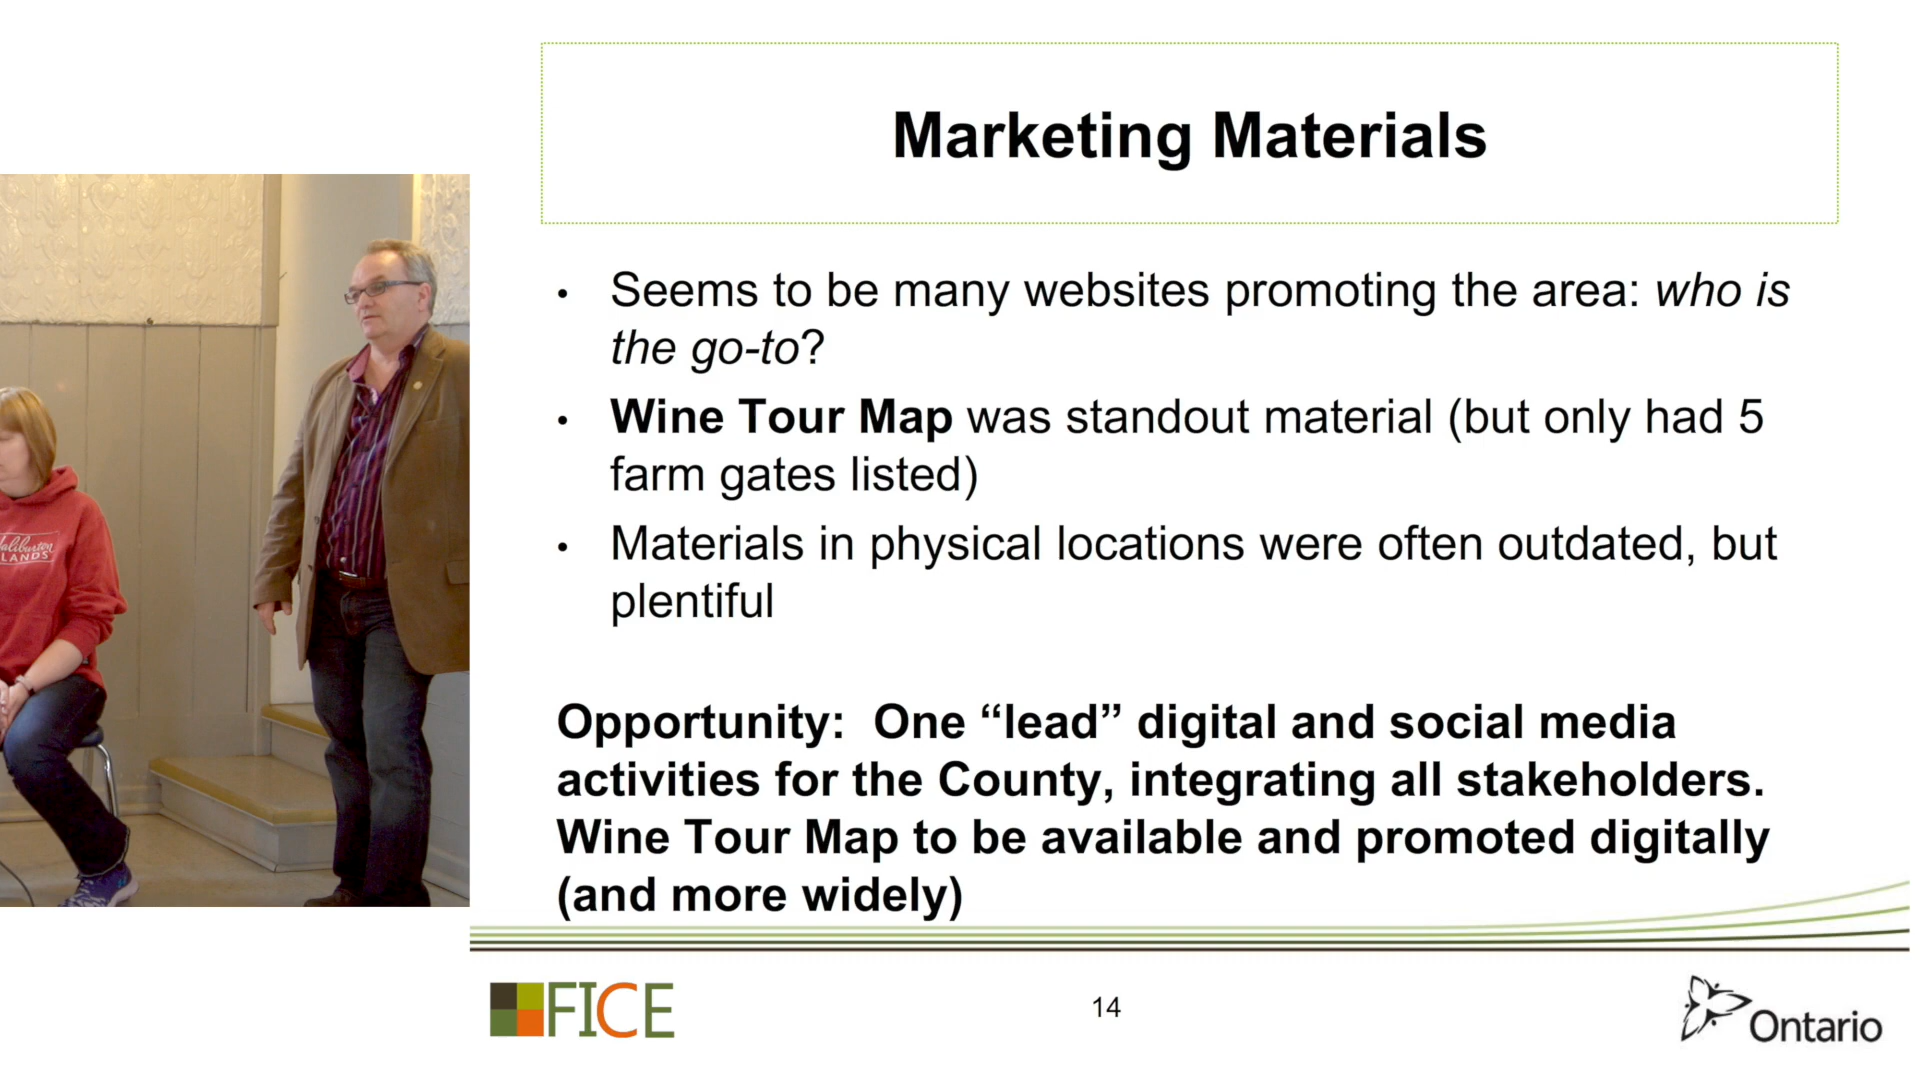 Marketing Materials
• Seems to be many websites promoting the area: who is
the go-to?
• Wine Tour Map was standout material (but only had 5
farm gates listed)
• Materials in physical locations were often outdated, but
plentiful
Opportunity: One “lead” digital and social media
activities for the County, integrating all stakeholders.
Wine Tour Map to be available and promoted digitally
(and more widely)
aliburton
LANDS
FICE
14
Ontario